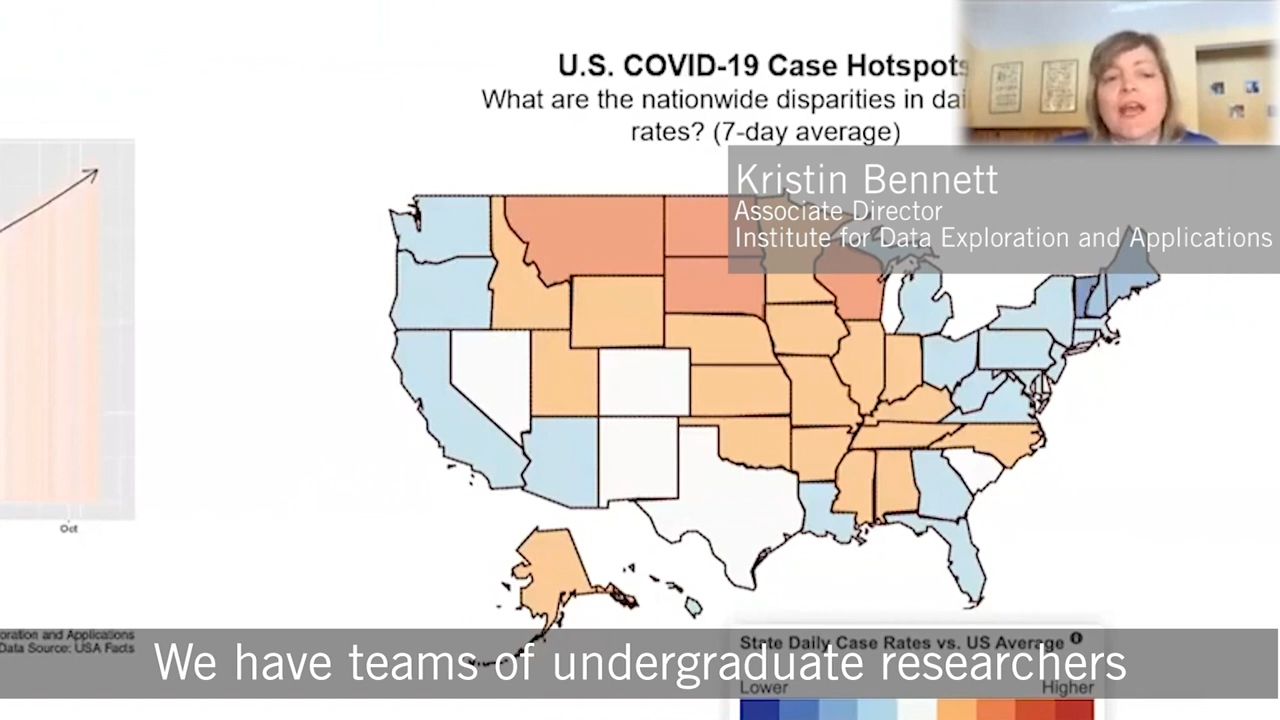 U.S. COVID-19 Case Hotspots
What are the nationwide disparities in dai
rates? (7-day average)
Kristin Bennett
Associate Director
Institute for Data Exploration and Applications
Oct
oration and Applications
Data Source: USA Facts
State Daily Case Rates vs. US Average
We have teams of undergraduate researchers
Lower
Higher